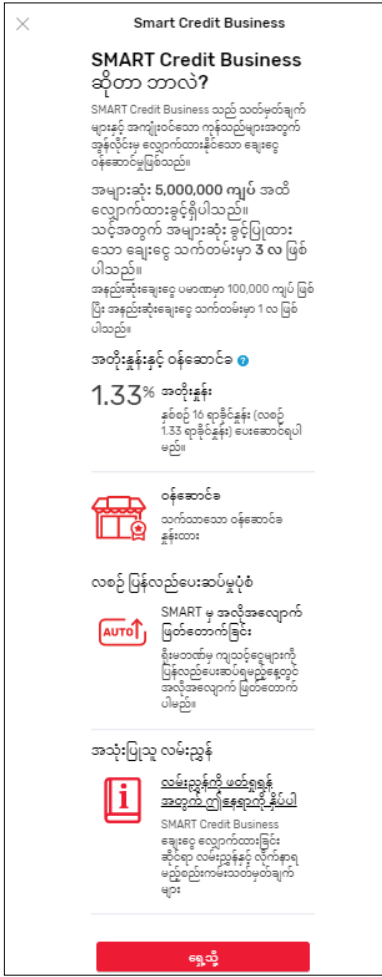 Smart Credit Business
SMART Credit Business
ဆိုတာ ဘာလဲ?
SMART Credit Business သည် သတ်မှတ်ချက်
များနှင့် အကျုံးဝင်သော ကုန်သည်များအတွက်
အွန်လိုင်းမှ လျှောက်ထားနိုင်သော ချေးငွေ
ဝန်ဆောင်မှုဖြစ်သည်။
အများဆုံး 5,000,000 ကျပ် အထိ
လျှောက်ထားခွင့်ရှိပါသည်။
သင့်အတွက် အများဆုံး ခွင့်ပြုထား
သော ချေးငွေ သက်တမ်းမှာ 3 လ ဖြစ်
ပါသည်။
အနည်းဆုံးချေးငွေ ပမာဏမှာ 100,000 ကျပ် ဖြစ်
ပြီး အနည်းဆုံးချေးငွေ သက်တမ်းမှာ 1 လ ဖြစ်
ပါသည်။
အတိုးနှုန်းနှင့် ဝန်ဆောင်ခ ?
1.33% အတိုးနှုန်း
နှစ်စဉ် 16 ရာခိုင်နှုန်း (လစဉ်
1.33 ရာခိုင်နှုန်း) ပေးဆောင်ရပါ
မည်။
ဝန်ဆောင်ခ
သက်သာသော ဝန်ဆောင်ခ
နှုန်းထား
လစဉ် ပြန်လည်ပေးဆပ်မှုပုံစံ
AUTO
SMART မှ အလိုအလျောက်
ဖြတ်တောက်ခြင်း
ရိုးမဘဏ်မှ ကျသင့်ငွေများကို
ပြန်လည်ပေးဆပ်ရမည့်နေ့တွင်
အလိုအလျောက် ဖြတ်တောက်
ပါမည်။
အသုံးပြုသူ လမ်းညွှန်
i
လမ်းညွှန်ကို ဖတ်ရှုရန်
အတွက် ဤနေရာကို နှိပ်ပါ
SMART Credit Business
ချေးငွေ လျှောက်ထားခြင်း
ဆိုင်ရာ လမ်းညွှန်နှင့် လိုက်နာရ
မည့်စည်းကမ်းသတ်မှတ်ချက်
များ
ရှေ့သို့